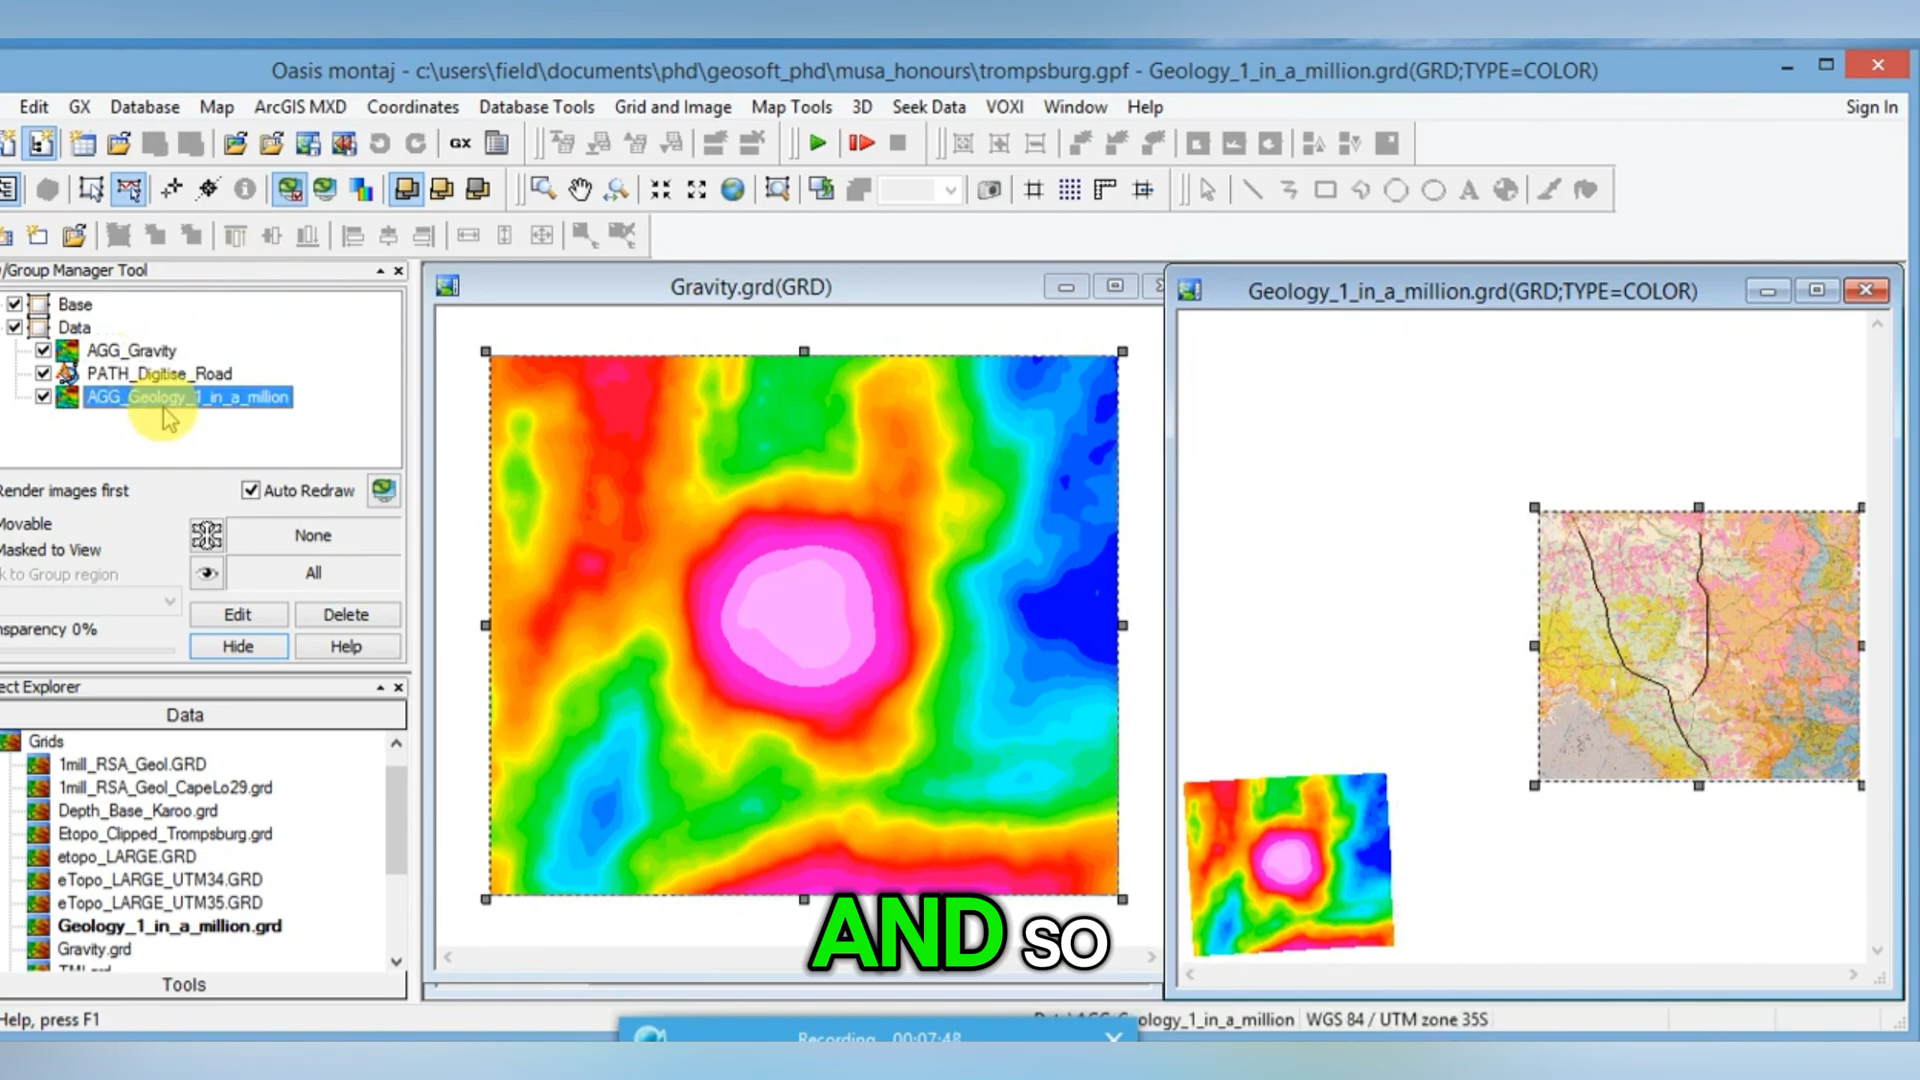 Oasis montaj - c:\users\field\documents\phd\geosoft_phd\musa_honours\trompsburg.gpf - Geology_1_in_a_million.grd(GRD;TYPE=COLOR)
Edit GX Database Map ArcGIS MXD Coordinates Database Tools Grid and Image Map Tools 3D Seek Data VOXI Window Help Sign In
GX
/Group Manager Tool
Base
Data
AGG_Gravity
PATH_Digitise_Road
AGG_Geology_1_in_a_milion
Render images first
Auto Redraw
Movable
None
Masked to View
k to Group region
All
Edit
Delete
nsparency 0%
Hide
Help
ect Explorer
Data
Grids
1mill_RSA_Geol.GRD
1mill_RSA_Geol_CapeLo29.grd
Depth_Base_Karoo.grd
Etopo_Clipped_Trompsburg.grd
etopo_LARGE.GRD
eTopo_LARGE_UTM34.GRD
eTopo_LARGE_UTM35.GRD
Geology_1_in_a_million.grd
Gravity.grd
Tools
Gravity.grd(GRD)
Geology_1_in_a_million.grd(GRD;TYPE=COLOR)
AND SO
Help, press F1
ology_1_in_a_million
WGS 84 / UTM zone 35S
Recording 00:07:48